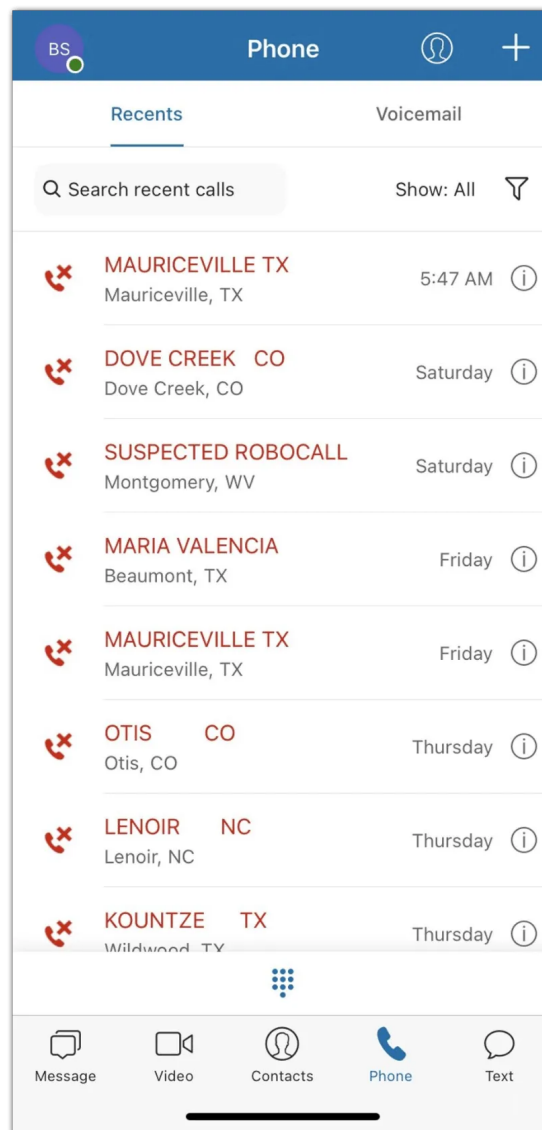 BS
Phone
Recents Voicemail
Search recent calls Show: All
MAURICEVILLE TX
Mauriceville, TX
5:47 AM
DOVE CREEK CO
Dove Creek, CO
Saturday
SUSPECTED ROBOCALL
Montgomery, WV
Saturday
MARIA VALENCIA
Beaumont, TX
Friday
MAURICEVILLE TX
Mauriceville, TX
Friday
OTIS CO
Otis, CO
Thursday
LENOIR NC
Lenoir, NC
Thursday
KOUNTZE TX
Wildwood, TX
Thursday
Message Video Contacts Phone Text